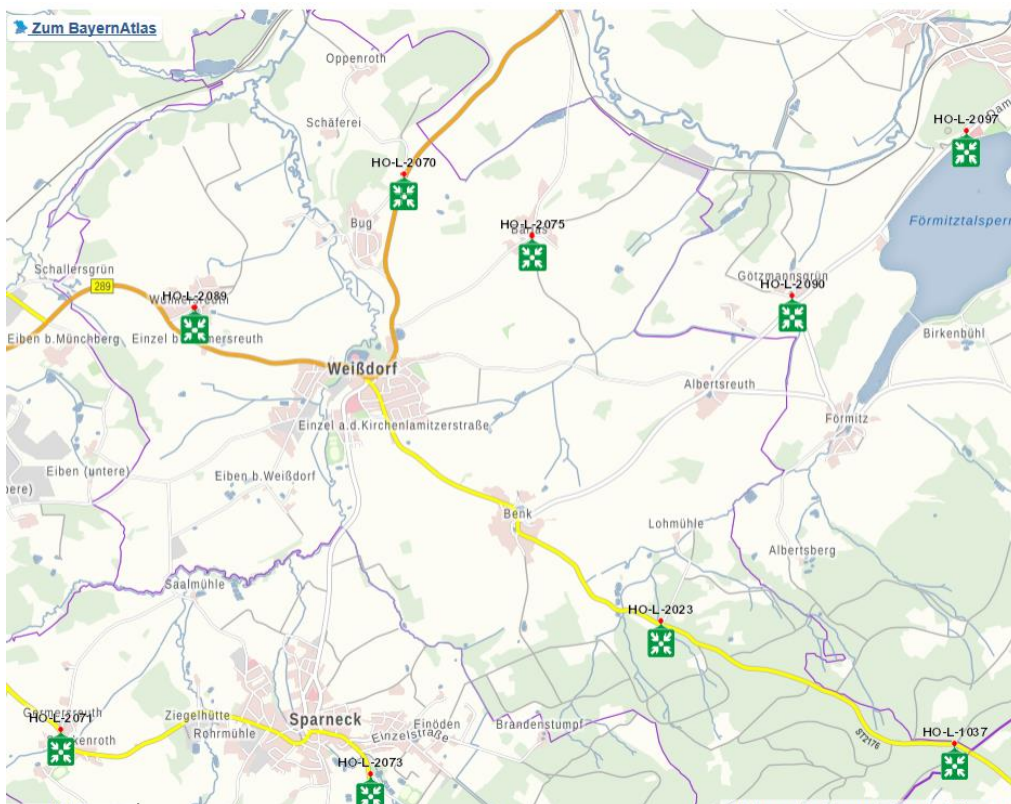 Zum BayernAtlas
Oppenroth
Schäferei
HO-L-2097
HO-L-2070
Bug
HO-L-2075
Förmitztalsperr
Schallersgrün
289
HO-L-2089
Götzmannsgrün
HO-L-2090
Eiben b.Münchberg
Birkenbühl
Weißdorf
Albertsreuth
Förmitz
Einzel a.d.Kirchenlamitzerstraße
Eiben (untere)
Eiben b.Weißdorf
bere)
Benk
Lohmühle
Albertsberg
Saalmühle
HO-L-2023
Germersreuth
HO-L-2071
Ziegelhütte
Rohrmühle
Sparneck
Einöden
Einzelstraße
Brandenstumpf
ST2176
HO-L-1037
HO-L-2073